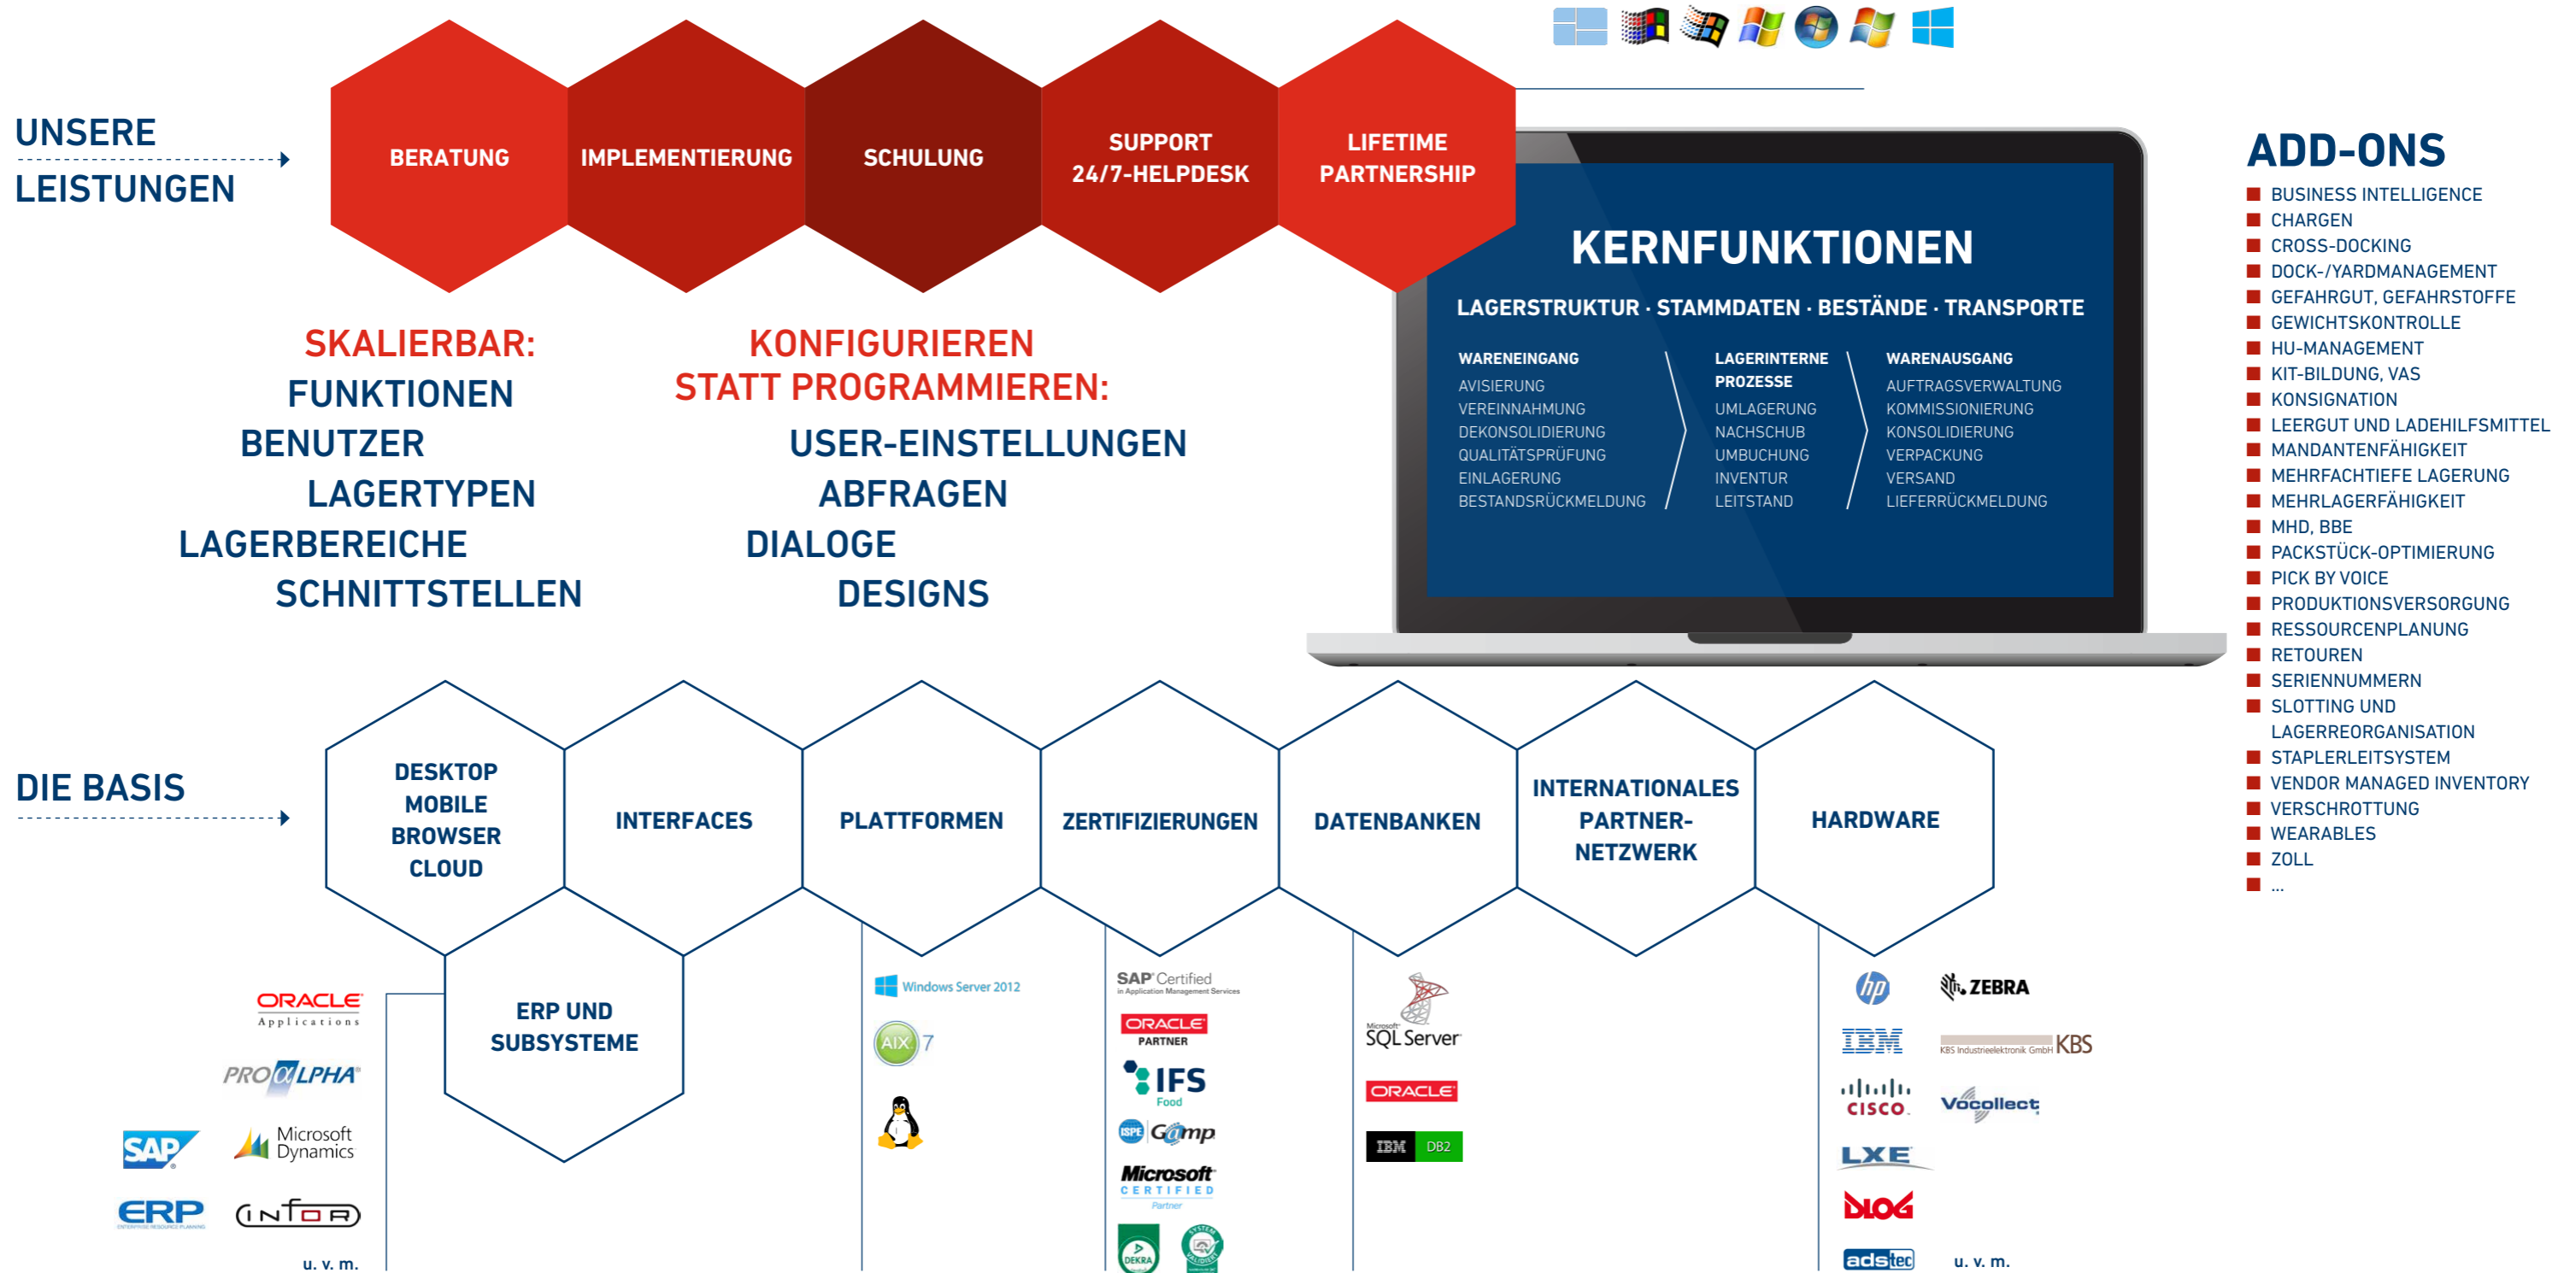 UNSERE
LEISTUNGEN
BERATUNG
IMPLEMENTIERUNG
SCHULUNG
SUPPORT
24/7-HELPDESK
LIFETIME
PARTNERSHIP
SKALIERBAR:
FUNKTIONEN
BENUTZER
LAGERTYPEN
LAGERBEREICHE
SCHNITTSTELLEN
KONFIGURIEREN
STATT PROGRAMMIEREN:
USER-EINSTELLUNGEN
ABFRAGEN
DIALOGE
DESIGNS
KERNFUNKTIONEN
LAGERSTRUKTUR · STAMMDATEN · BESTÄNDE · TRANSPORTE
WARENEINGANG
AVISIERUNG
VEREINNAHMUNG
DEKONSOLIDIERUNG
QUALITÄTSPRÜFUNG
EINLAGERUNG
BESTANDSRÜCKMELDUNG
LAGERINTERNE
PROZESSE
UMLAGERUNG
NACHSCHUB
UMBUCHUNG
INVENTUR
LEITSTAND
WARENAUSGANG
AUFTRAGSVERWALTUNG
KOMMISSIONIERUNG
KONSOLIDIERUNG
VERPACKUNG
VERSAND
LIEFERRÜCKMELDUNG
ADD-ONS
BUSINESS INTELLIGENCE
CHARGEN
CROSS-DOCKING
DOCK-/YARDMANAGEMENT
GEFAHRGUT, GEFAHRSTOFFE
GEWICHTSKONTROLLE
HU-MANAGEMENT
KIT-BILDUNG, VAS
KONSIGNATION
LEERGUT UND LADEHILFSMITTEL
MANDANTENFÄHIGKEIT
MEHRFACHTIEFE LAGERUNG
MEHRLAGERFÄHIGKEIT
MHD, BBE
PACKSTÜCK-OPTIMIERUNG
PICK BY VOICE
PRODUKTIONSVERSORGUNG
RESSOURCENPLANUNG
RETOUREN
SERIENNUMMERN
SLOTTING UND
LAGERREORGANISATION
STAPLERLEITSYSTEM
VENDOR MANAGED INVENTORY
VERSCHROTTUNG
WEARABLES
ZOLL
...
DIE BASIS
DESKTOP
MOBILE
BROWSER
CLOUD
INTERFACES
PLATTFORMEN
ZERTIFIZIERUNGEN
DATENBANKEN
INTERNATIONALES
PARTNER-
NETZWERK
HARDWARE
ERP UND
SUBSYSTEME
ORACLE
Applications
PROαLPHA
SAP
Microsoft
Dynamics
ERP
ENTERPRISE RESOURCE PLANNING
infor
u. v. m.
Windows Server 2012
AIX 7
SAP Certified
in Application Management Services
ORACLE
PARTNER
IFS
Food
ISPE Gamp
Microsoft
CERTIFIED
Partner
DEKRA
Microsoft
SQL Server
ORACLE
IBM DB2
hp
ZEBRA
IBM
KBS Industrieelektronik GmbH KBS
CISCO
Vocollect
LXE
DLOG
adstec
u. v. m.